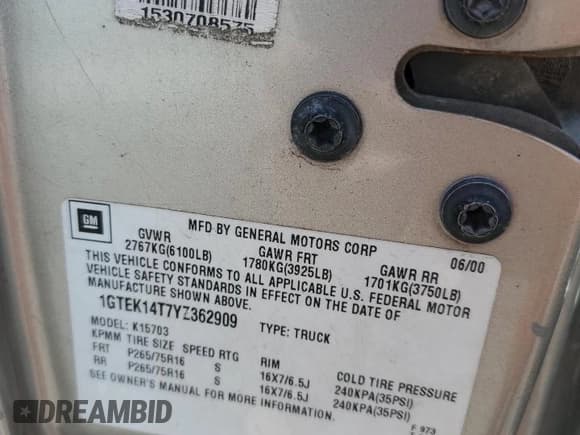 1530708575
GM
MFD BY GENERAL MOTORS CORP 06/00
GVWR GAWR FRT GAWR RR
2767KG(6100LB) 1780KG(3925LB) 1701KG(3750LB)
THIS VEHICLE CONFORMS TO ALL APPLICABLE U.S. FEDERAL MOTOR
VEHICLE SAFETY STANDARDS IN EFFECT ON THE DATE OF
MANUFACTURE SHOWN ABOVE.
1GTEK14T7YZ362909 TYPE: TRUCK
MODEL: K15703
KPMM TIRE SIZE SPEED RTG RIM COLD TIRE PRESSURE
FRT P265/75R16 S 16X7/6.5J 240KPA(35PSI)
RR P265/75R16 S 16X7/6.5J 240KPA(35PSI)
SEE OWNER'S MANUAL FOR MORE INFORMATION.
F 973
DREAMBID